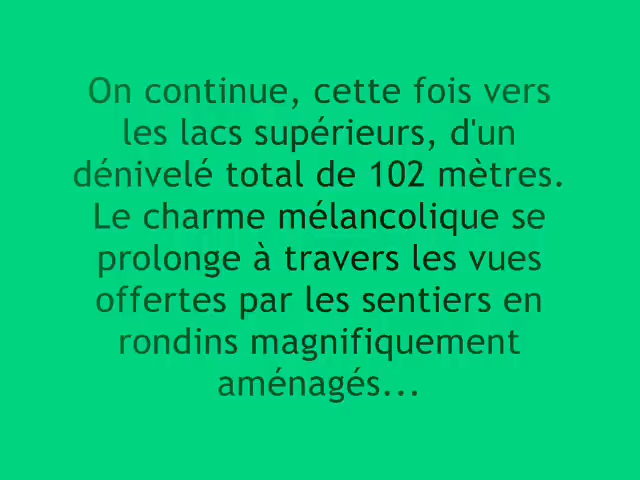 On continue, cette fois vers
les lacs supérieurs, d'un
dénivelé total de 102 mètres.
Le charme mélancolique se
prolonge à travers les vues
offertes par les sentiers en
rondins magnifiquement
aménagés...